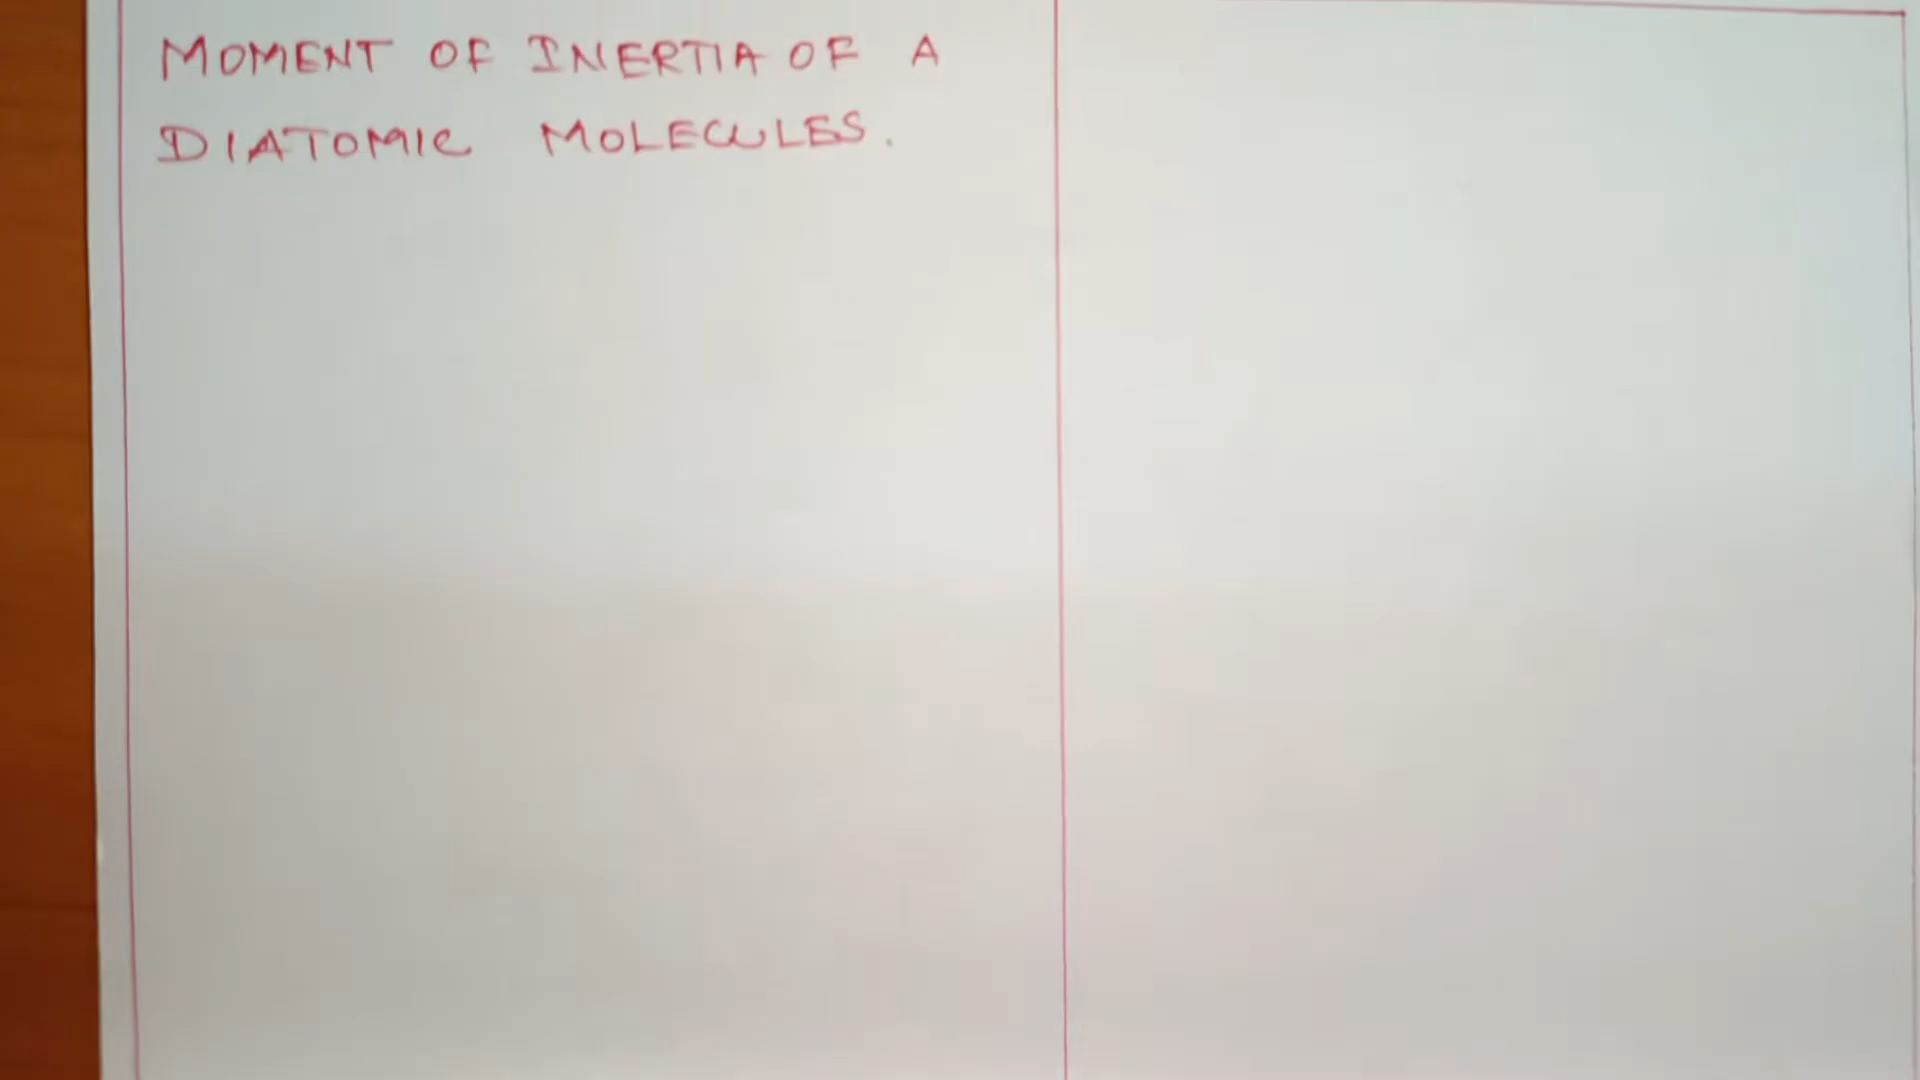 MOMENT OF INERTIA OF A
DIATOMIC MOLECULES.